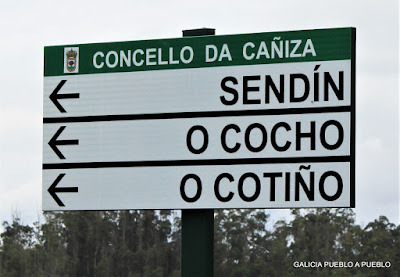 CONCELLO DA CAÑIZA
SENDÍN
O COCHO
O COTIÑO
GALICIA PUEBLO A PUEBLO